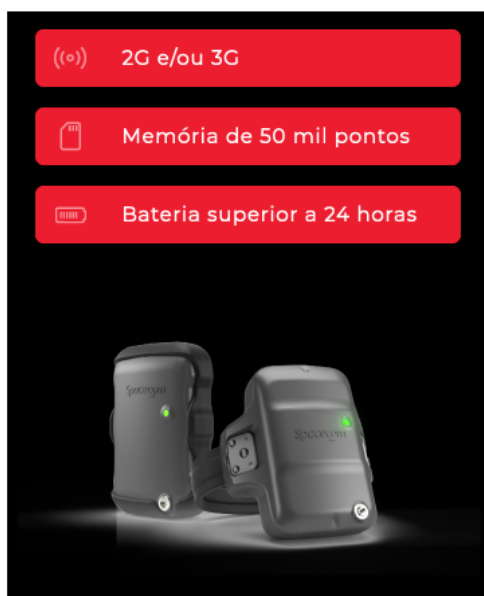 2G e/ou 3G
Memória de 50 mil pontos
Bateria superior a 24 horas
Spacecom
Spacecom